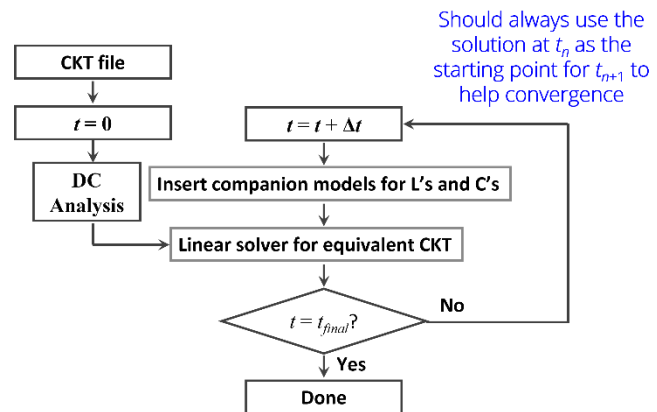 Should always use the
solution at tn as the
starting point for tn+1 to
help convergence
CKT file
t = 0
t = t + Δt
DC
Analysis
Insert companion models for L's and C's
Linear solver for equivalent CKT
t = tfinal?
No
Yes
Done